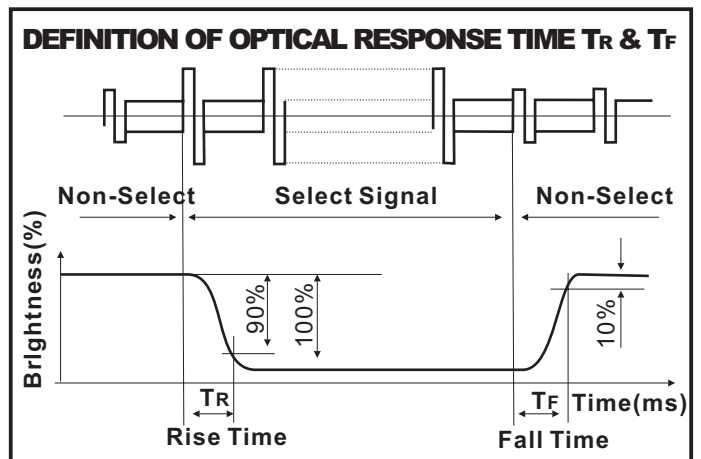 DEFINITION OF OPTICAL RESPONSE TIME TR & TF
Non-Select
Select Signal
Non-Select
Brightness(%)
90%
100%
10%
TR
TF
Time(ms)
Rise Time
Fall Time